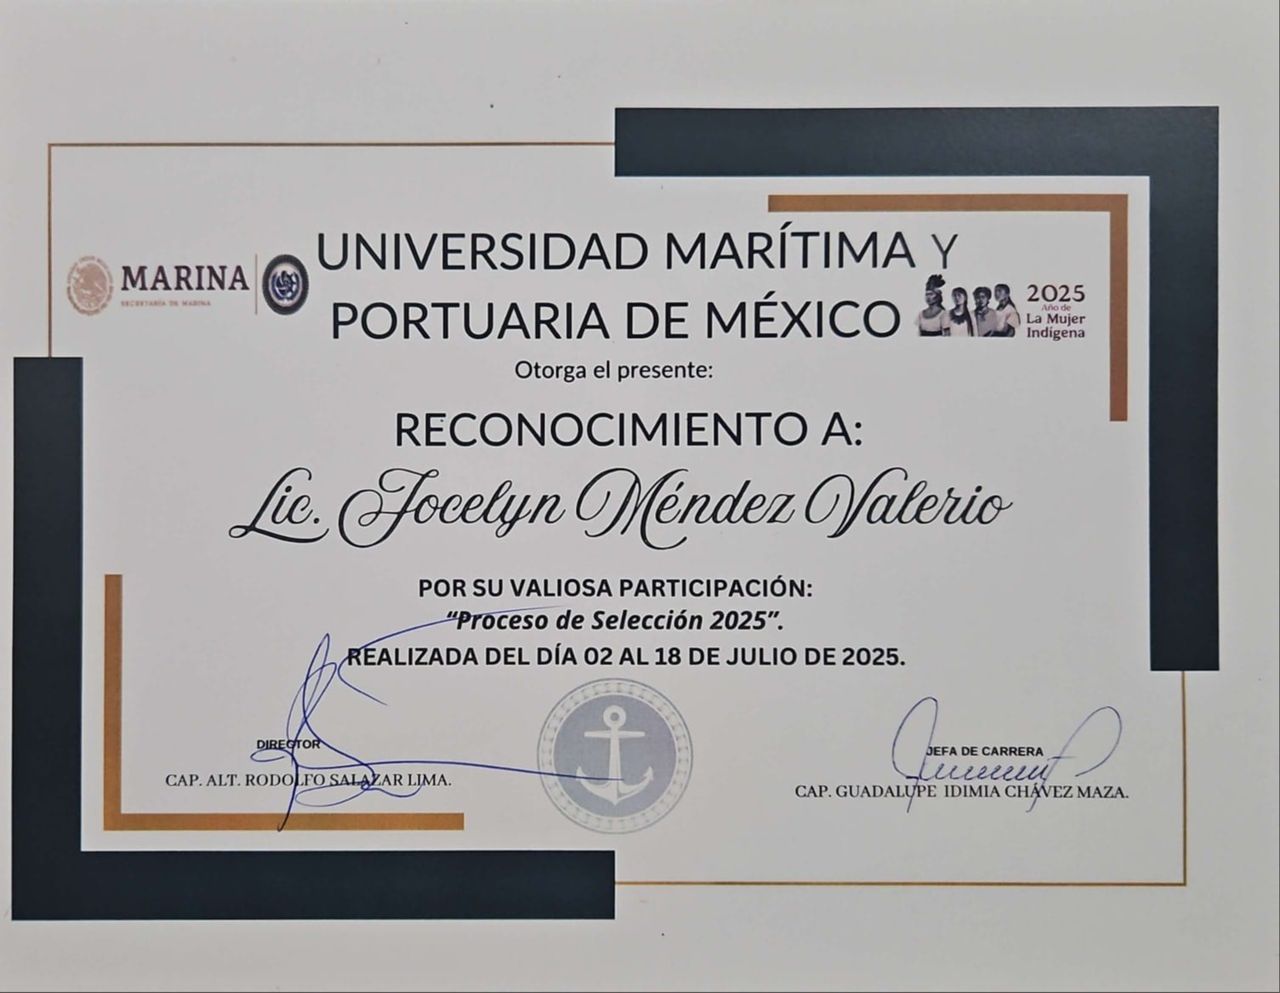 UNIVERSIDAD MARÍTIMA Y
PORTUARIA DE MÉXICO
MARINA
SECRETARÍA DE MARINA
2025
Año de
La Mujer
Indígena
Otorga el presente:
RECONOCIMIENTO A:
Lic. Jocelyn Méndez Valerio
POR SU VALIOSA PARTICIPACIÓN:
“Proceso de Selección 2025”.
REALIZADA DEL DÍA 02 AL 18 DE JULIO DE 2025.
DIRECTOR
CAP. ALT. RODOLFO SALAZAR LIMA.
JEFA DE CARRERA
CAP. GUADALUPE IDIMIA CHÁVEZ MAZA.